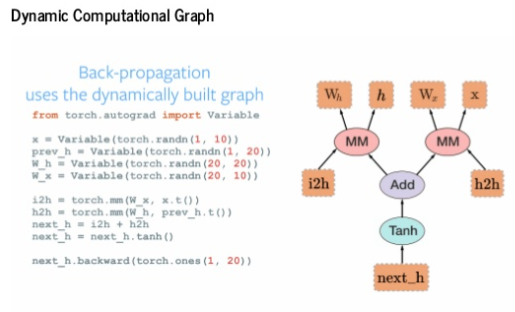 Dynamic Computational Graph
Back-propagation
uses the dynamically built graph
from torch.autograd import Variable
x = Variable(torch.randn(1, 10))
prev_h = Variable(torch.randn(1, 20))
W_h = Variable(torch.randn(20, 20))
W_x = Variable(torch.randn(20, 10))
i2h = torch.mm(W_x, x.t())
h2h = torch.mm(W_h, prev_h.t())
next_h = i2h + h2h
next_h = next_h.tanh()
next_h.backward(torch.ones(1, 20))
W_h h W_x x
MM MM
i2h Add h2h
Tanh
next_h